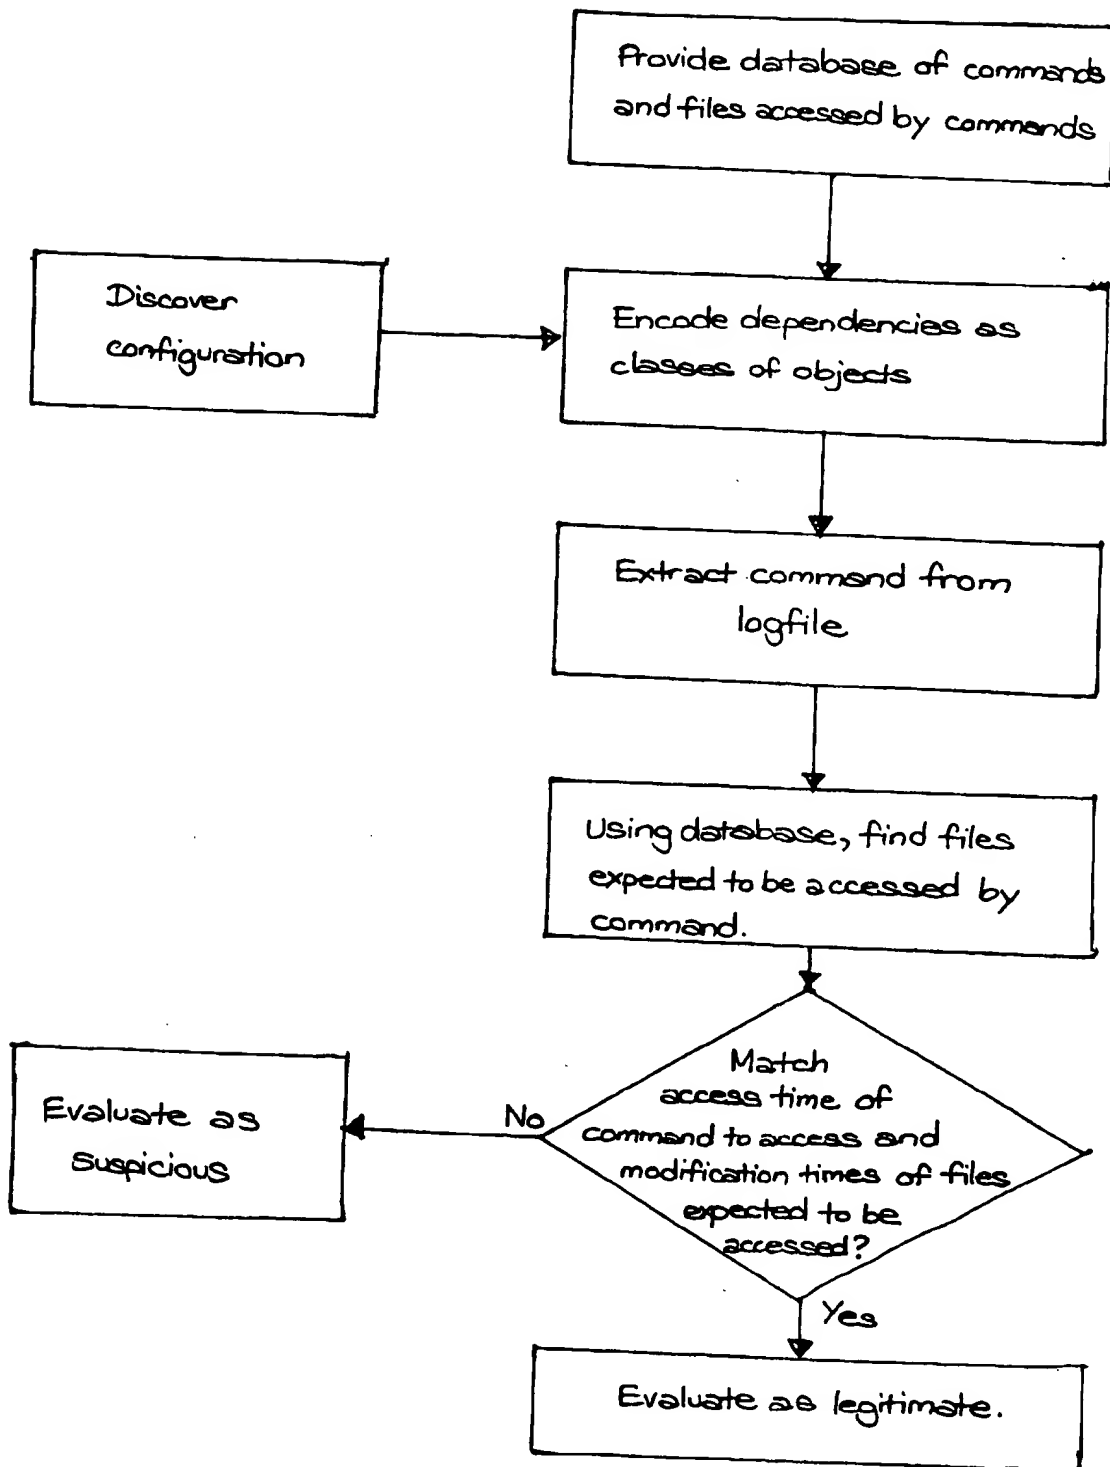 Provide database of commands
and files accessed by commands
Discover
configuration
Encode dependencies as
classes of objects
Extract command from
logfile
Using database, find files
expected to be accessed by
command.
Match
access time of
command to access and
modification times of files
expected to be
accessed?
No
Evaluate as
suspicious
Yes
Evaluate as legitimate.